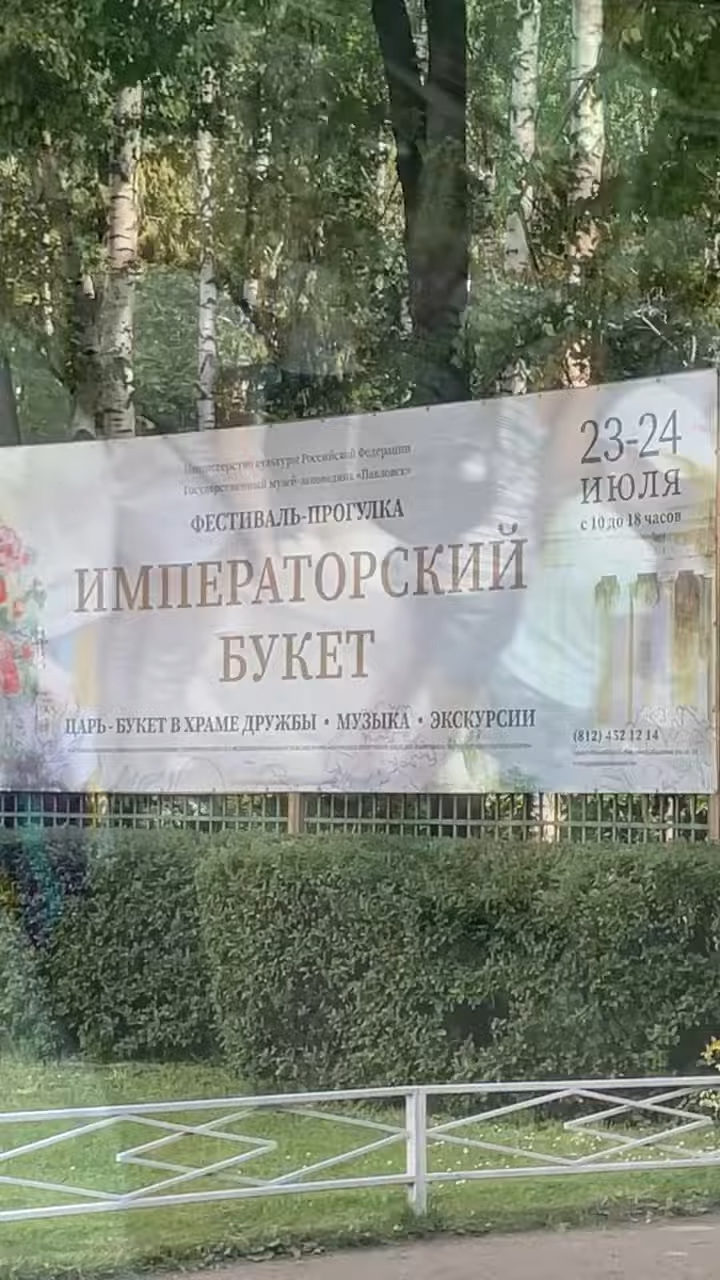 Министерство культуры Российской Федерации
Государственный музей-заповедник «Павловск»
ФЕСТИВАЛЬ-ПРОГУЛКА
ИМПЕРАТОРСКИЙ
БУКЕТ
ЦАРЬ-БУКЕТ В ХРАМЕ ДРУЖБЫ • МУЗЫКА • ЭКСКУРСИИ
23-24
ИЮЛЯ
с 10 до 18 часов
(812) 452 12 14